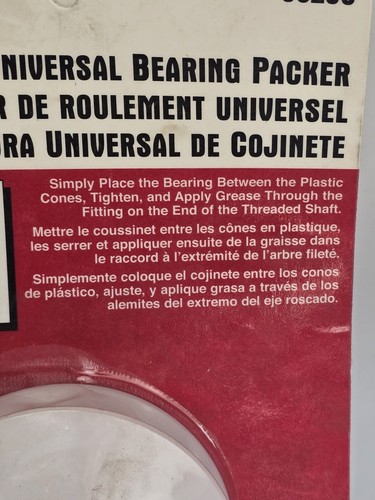 UNIVERSAL BEARING PACKER
DE ROULEMENT UNIVERSEL
UNIVERSAL DE COJINETE
Simply Place the Bearing Between the Plastic
Cones, Tighten, and Apply Grease Through the
Fitting on the End of the Threaded Shaft.
Mettre le coussinet entre les cônes en plastique,
les serrer et appliquer ensuite de la graisse dans
le raccord à l'extrémité de l'arbre fileté.
Simplemente coloque el cojinete entre los conos
de plástico, ajuste, y aplique grasa a través de los
alemites del extremo del eje roscado.